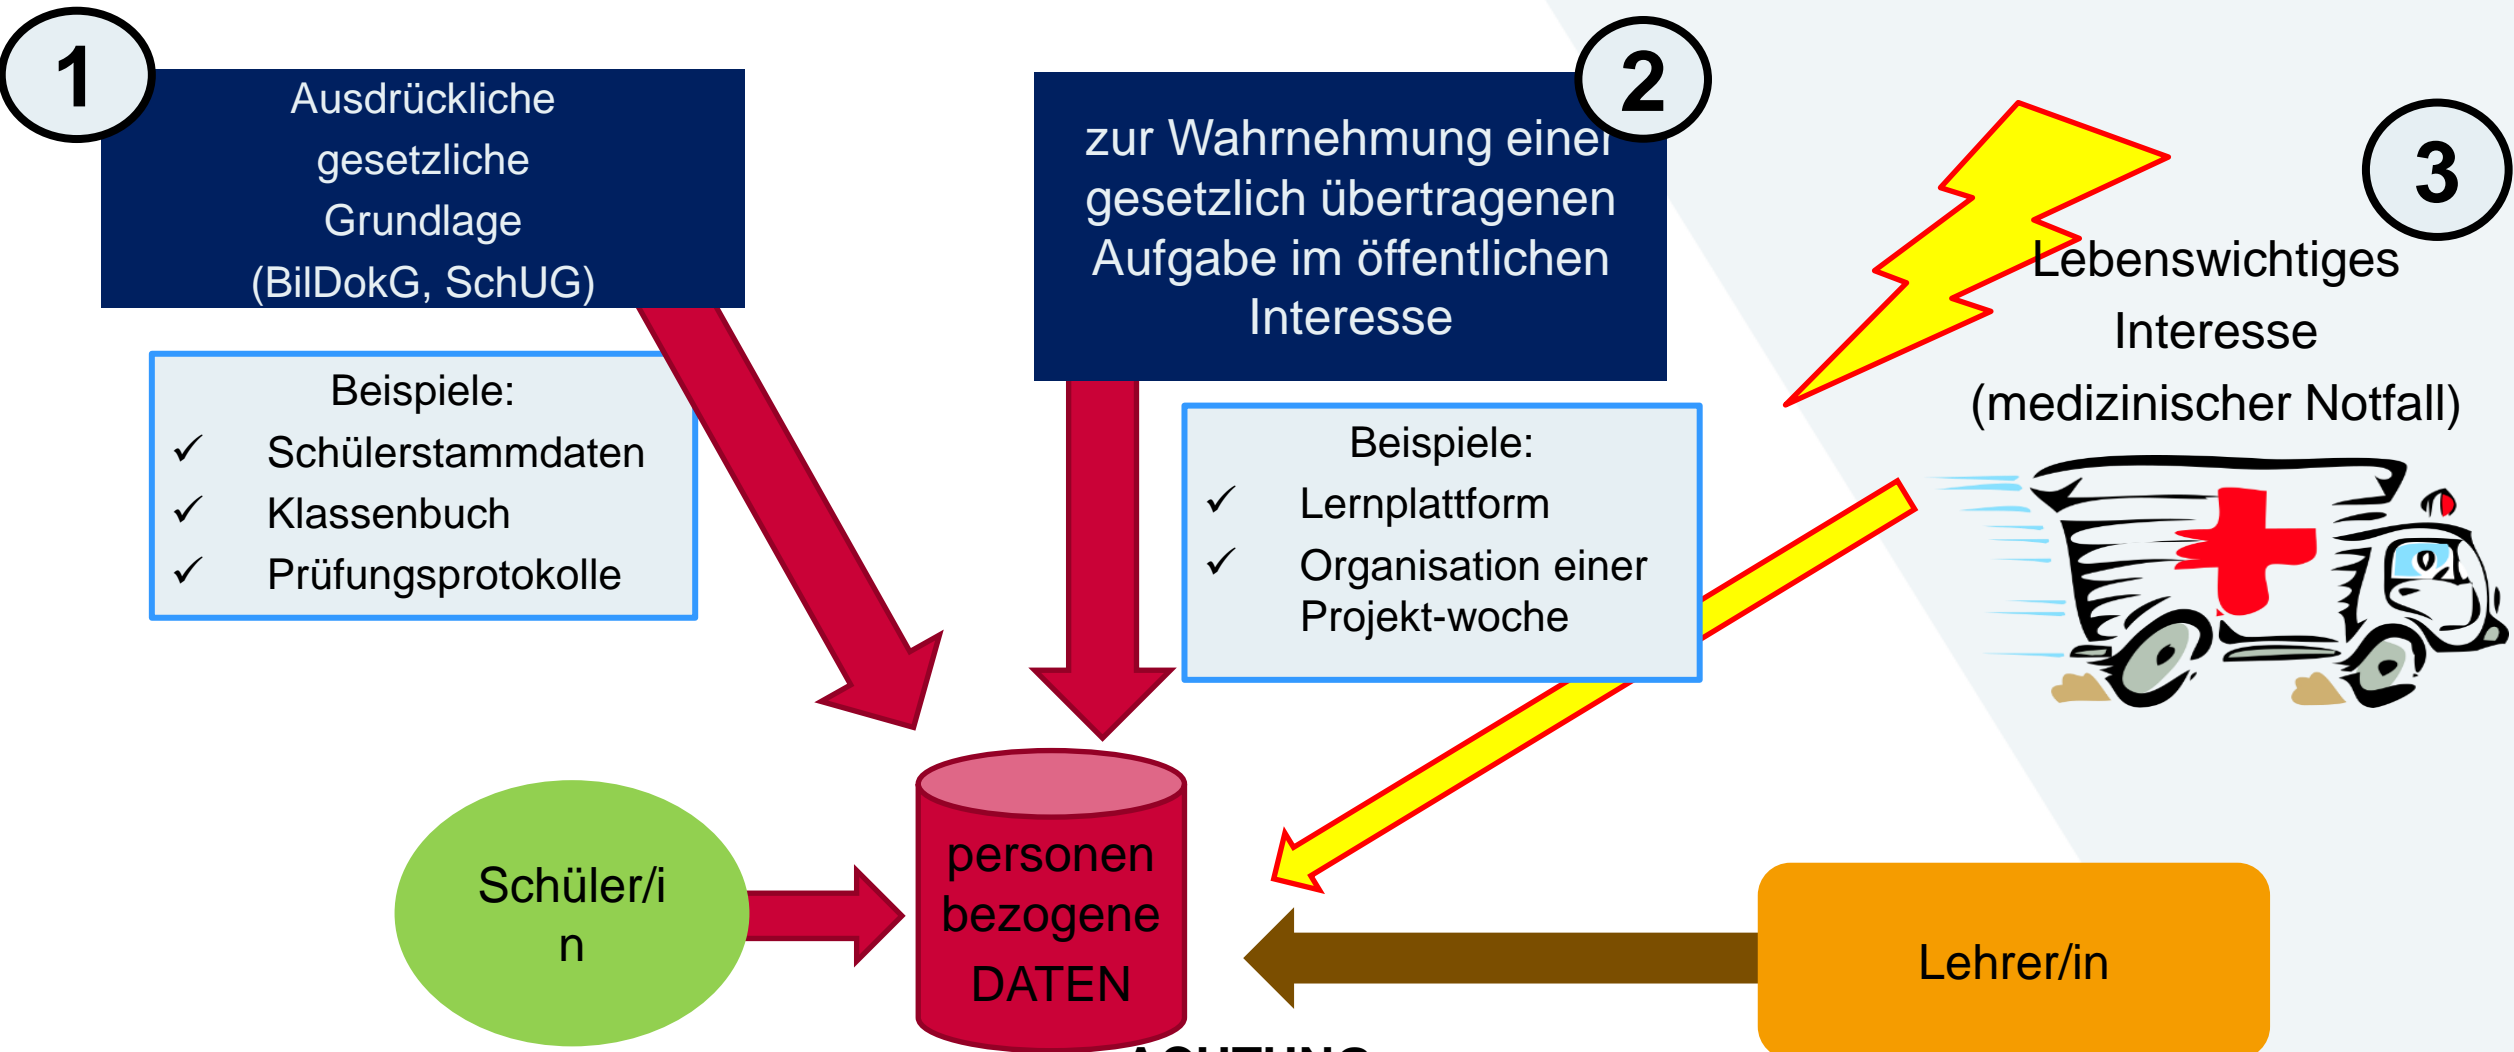 1
Ausdrückliche
gesetzliche
Grundlage
(BilDokG, SchUG)
Beispiele:
✓ Schülerstammdaten
✓ Klassenbuch
✓ Prüfungsprotokolle
2
zur Wahrnehmung einer
gesetzlich übertragenen
Aufgabe im öffentlichen
Interesse
Beispiele:
✓ Lernplattform
✓ Organisation einer
Projekt-woche
3
Lebenswichtiges
Interesse
(medizinischer Notfall)
Schüler/i
n
personen
bezogene
DATEN
Lehrer/in
ACHTUNG